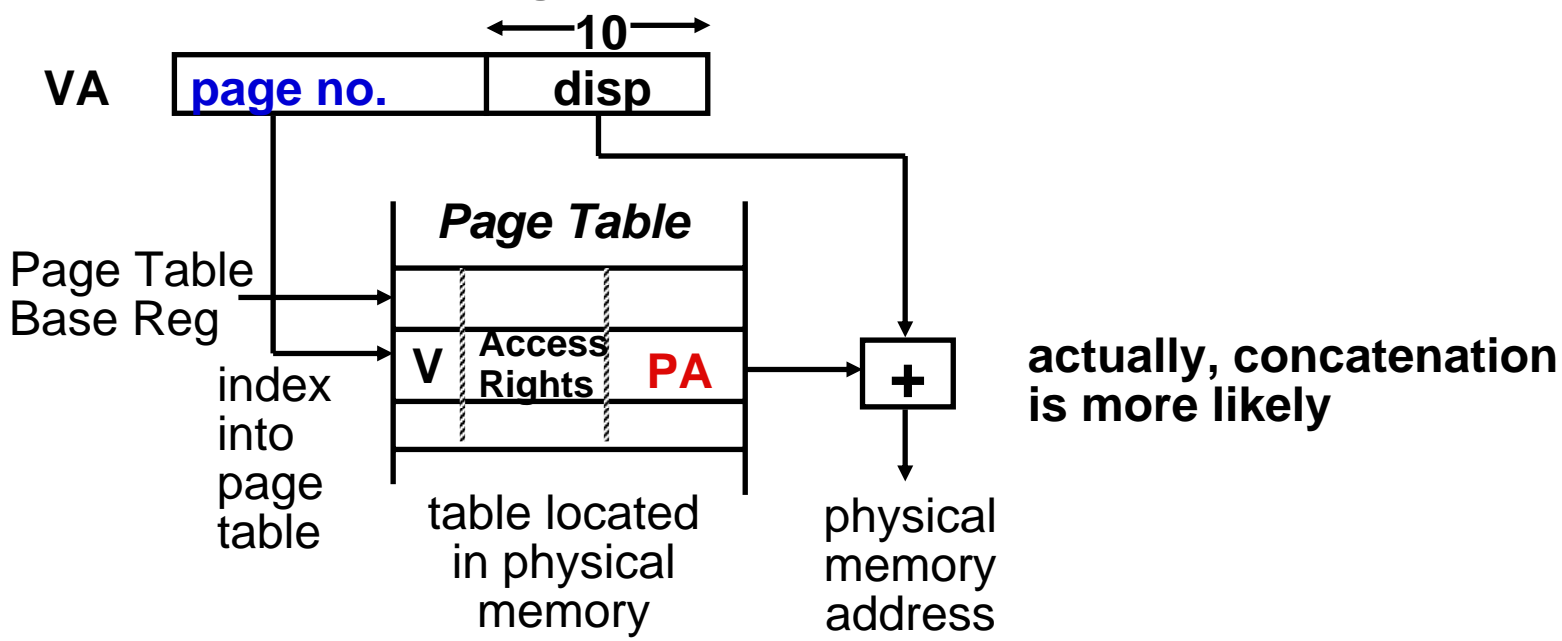 10
VA
page no.
disp
Page Table
Page Table
Base Reg
V
Access
Rights
PA
+
actually, concatenation
is more likely
index
into
page
table
table located
in physical
memory
physical
memory
address